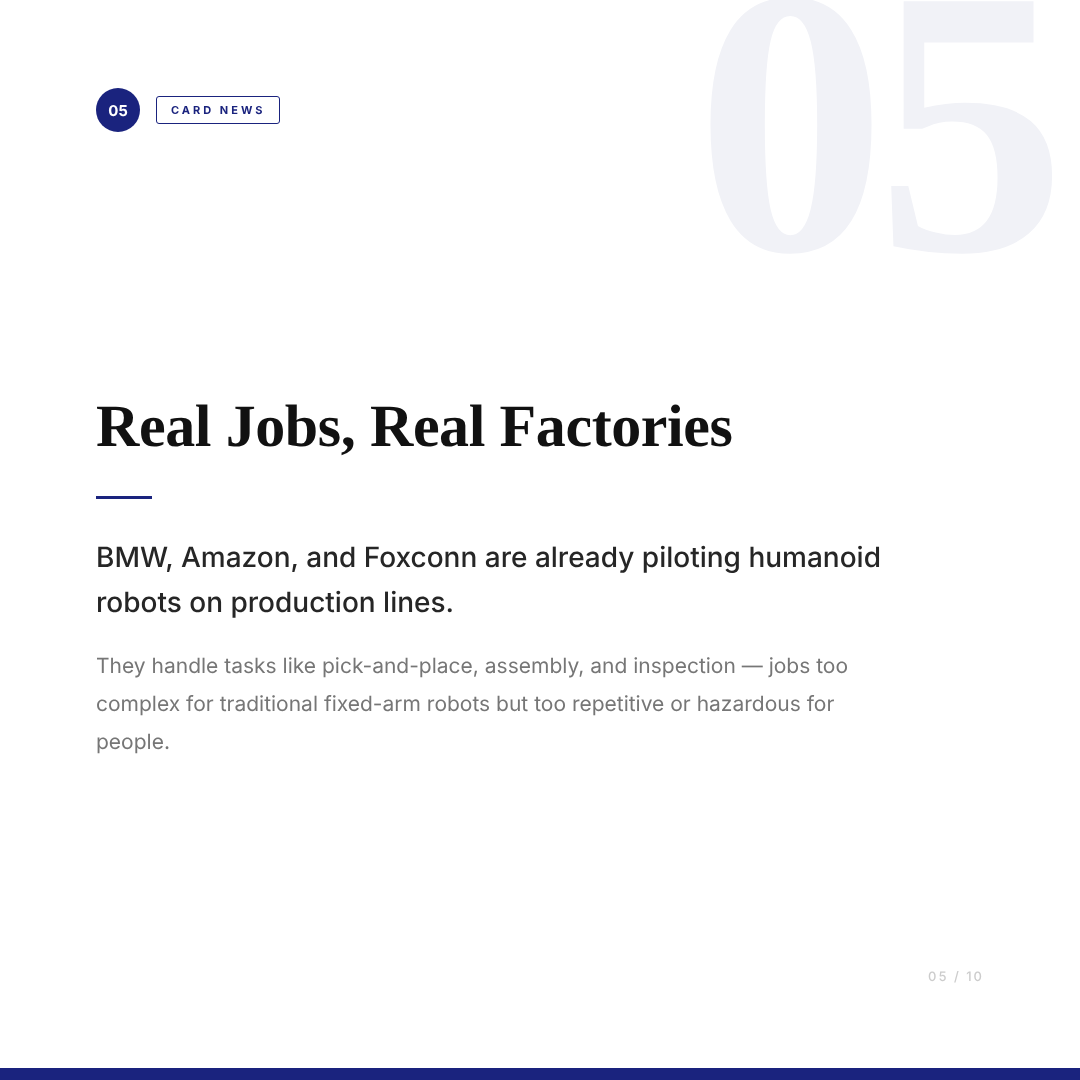 05
05
CARD NEWS
Real Jobs, Real Factories
BMW, Amazon, and Foxconn are already piloting humanoid
robots on production lines.
They handle tasks like pick-and-place, assembly, and inspection — jobs too
complex for traditional fixed-arm robots but too repetitive or hazardous for
people.
05 / 10